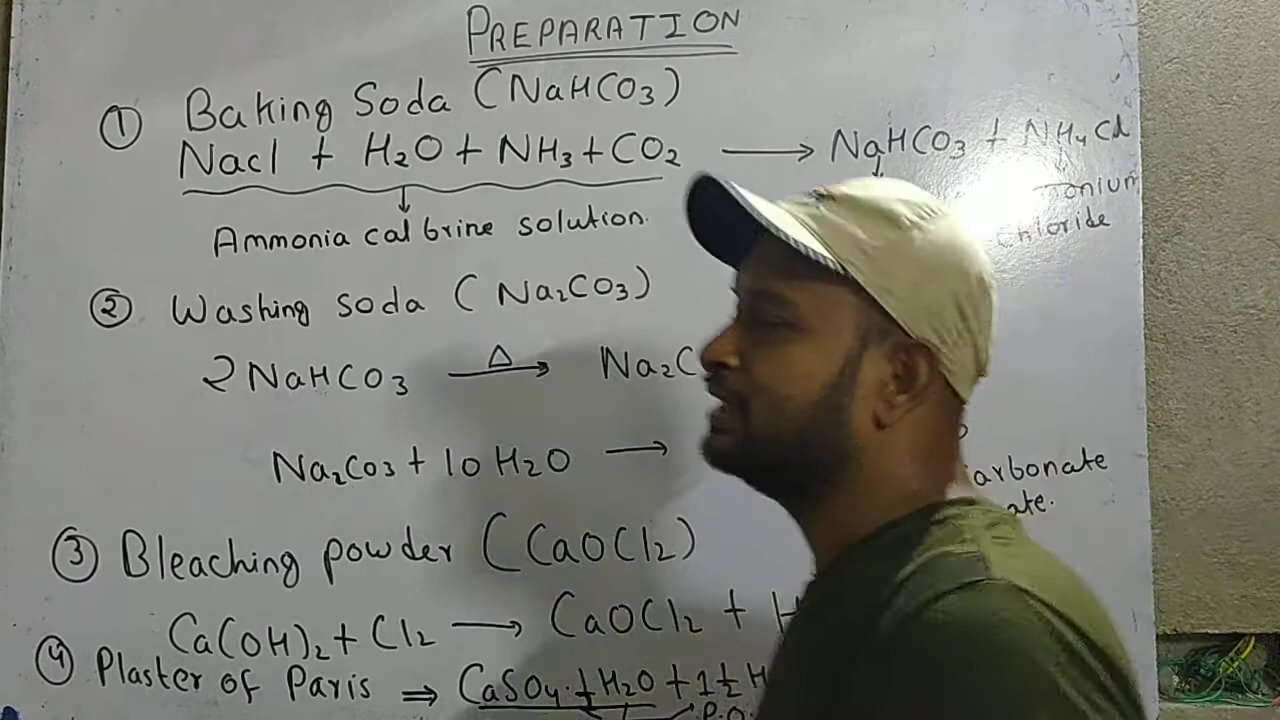 PREPARATION
① Baking Soda (NaHCO3)
Nacl + H2O + NH3 + CO2 ⟶ NaHCO3 + NH4Cl
Ammonia cal brine solution.
chloride
② Washing soda (Na2CO3)
2NaHCO3 Δ⟶ Na2C
Na2Co3 + 10 H2O ⟶
③ Bleaching powder (CaOCl2)
Ca(OH)2 + Cl2 ⟶ CaOCl2 + H
④ Plaster of Paris ⇒ CaSO4.½H2O + 1½ H
P.O.